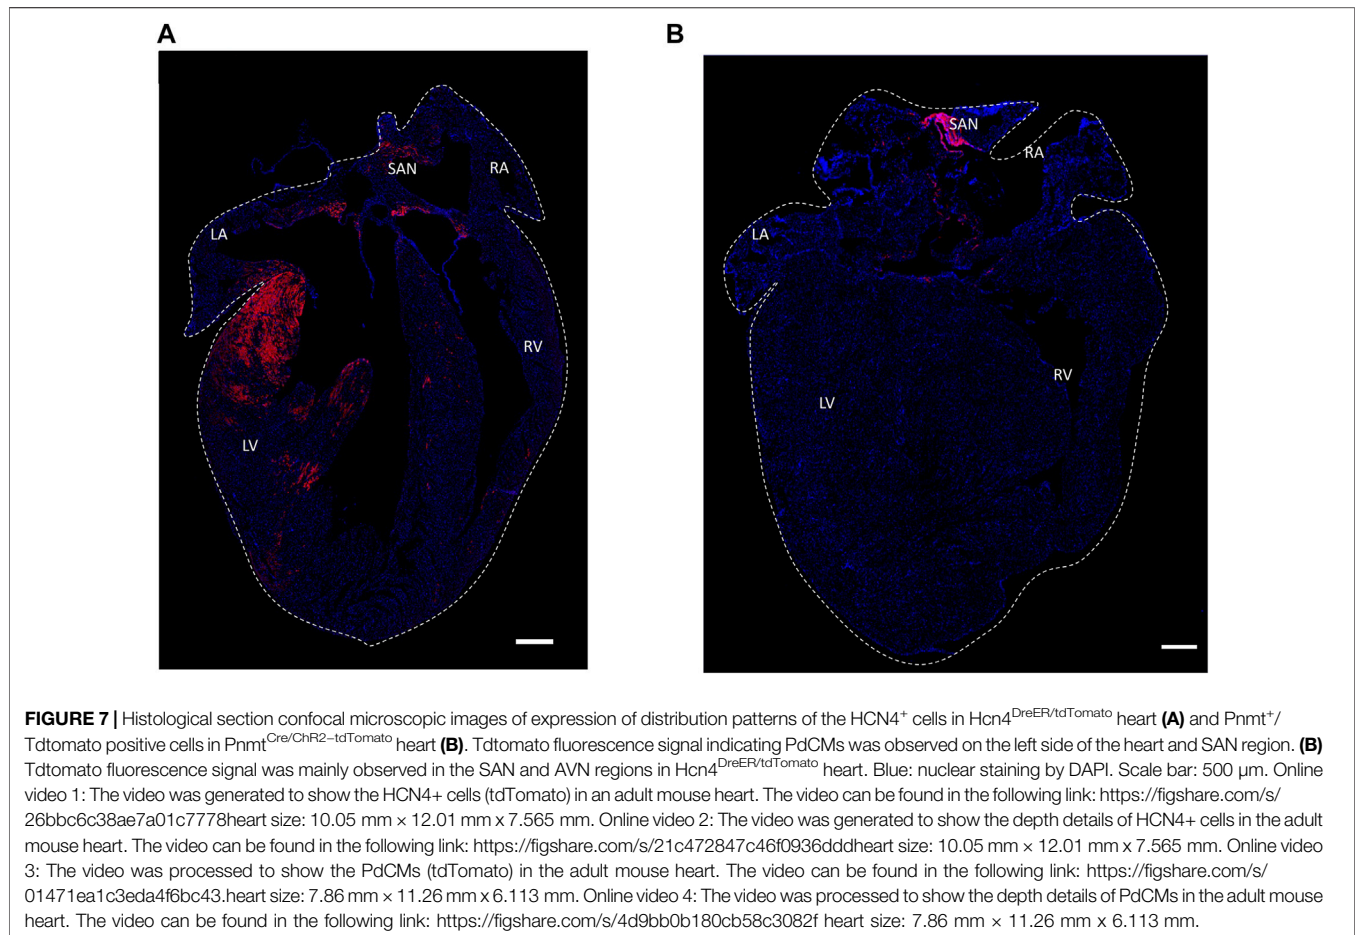 A
B
SAN
RA
LA
RV
LV
SAN
RA
LA
RV
LV
FIGURE 7 | Histological section confocal microscopic images of expression of distribution patterns of the HCN4⁺ cells in Hcn4^DreER/tdTomato heart (A) and Pnmt⁺/
Tdtomato positive cells in Pnmt^Cre/ChR2−tdTomato heart (B). Tdtomato fluorescence signal indicating PdCMs was observed on the left side of the heart and SAN region. (B)
Tdtomato fluorescence signal was mainly observed in the SAN and AVN regions in Hcn4^DreER/tdTomato heart. Blue: nuclear staining by DAPI. Scale bar: 500 μm. Online
video 1: The video was generated to show the HCN4+ cells (tdTomato) in an adult mouse heart. The video can be found in the following link: https://figshare.com/s/
26bbc6c38ae7a01c7778heart size: 10.05 mm × 12.01 mm x 7.565 mm. Online video 2: The video was generated to show the depth details of HCN4+ cells in the adult
mouse heart. The video can be found in the following link: https://figshare.com/s/21c472847c46f0936dddheart size: 10.05 mm × 12.01 mm x 7.565 mm. Online video
3: The video was processed to show the PdCMs (tdTomato) in the adult mouse heart. The video can be found in the following link: https://figshare.com/s/
01471ea1c3eda4f6bc43.heart size: 7.86 mm × 11.26 mm x 6.113 mm. Online video 4: The video was processed to show the depth details of PdCMs in the adult mouse
heart. The video can be found in the following link: https://figshare.com/s/4d9bb0b180cb58c3082f heart size: 7.86 mm × 11.26 mm x 6.113 mm.